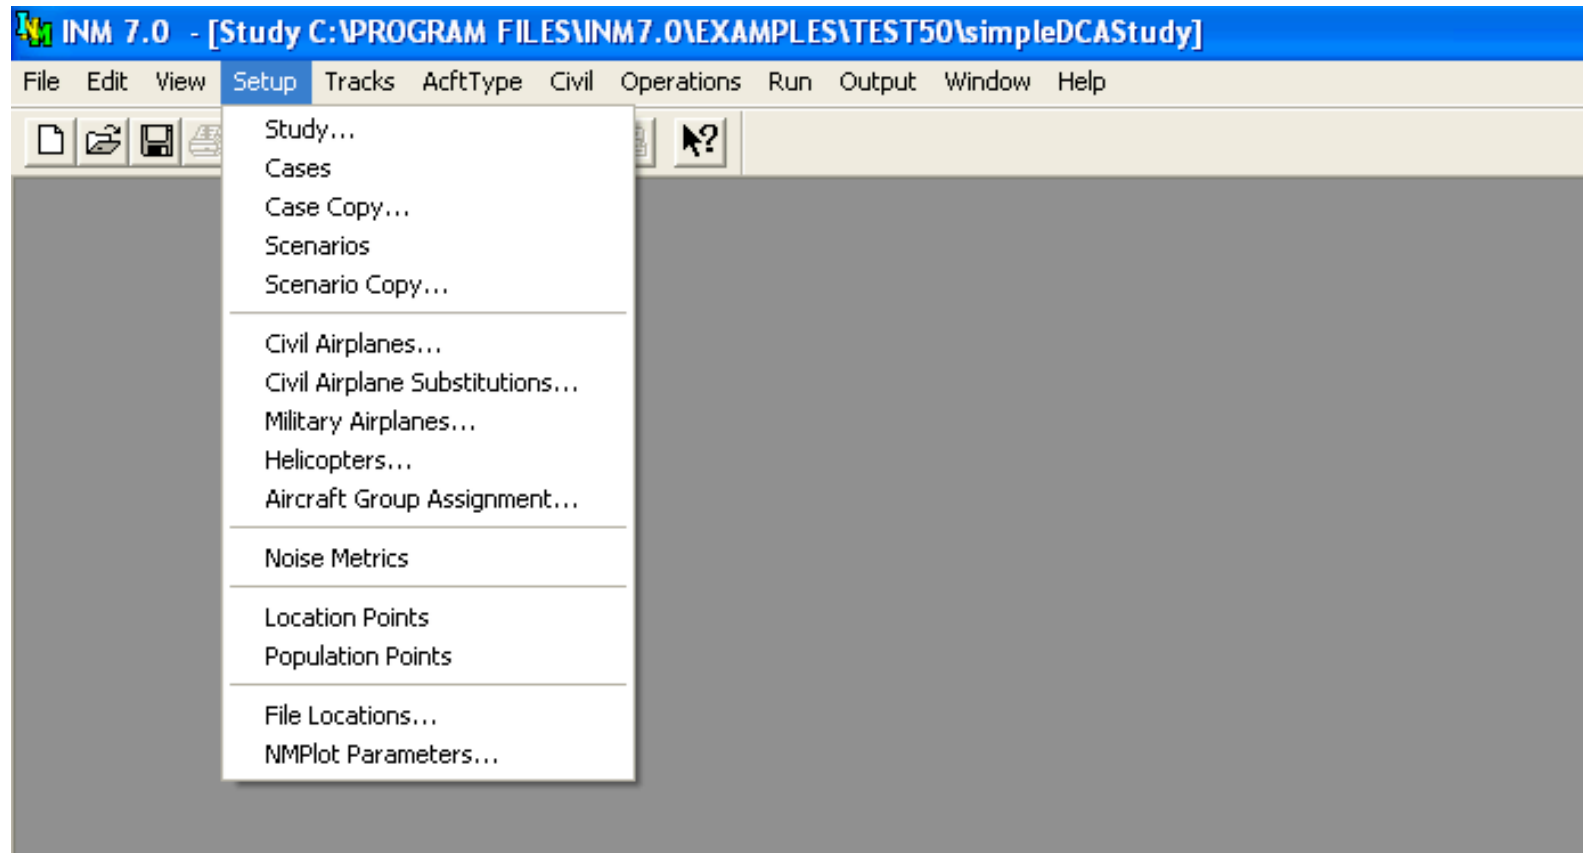 INM 7.0 - [Study C:\PROGRAM FILES\INM7.0\EXAMPLES\TEST50\simpleDCAStudy]
File Edit View Setup Tracks AcftType Civil Operations Run Output Window Help
Study...
Cases
Case Copy...
Scenarios
Scenario Copy...
Civil Airplanes...
Civil Airplane Substitutions...
Military Airplanes...
Helicopters...
Aircraft Group Assignment...
Noise Metrics
Location Points
Population Points
File Locations...
NMPlot Parameters...